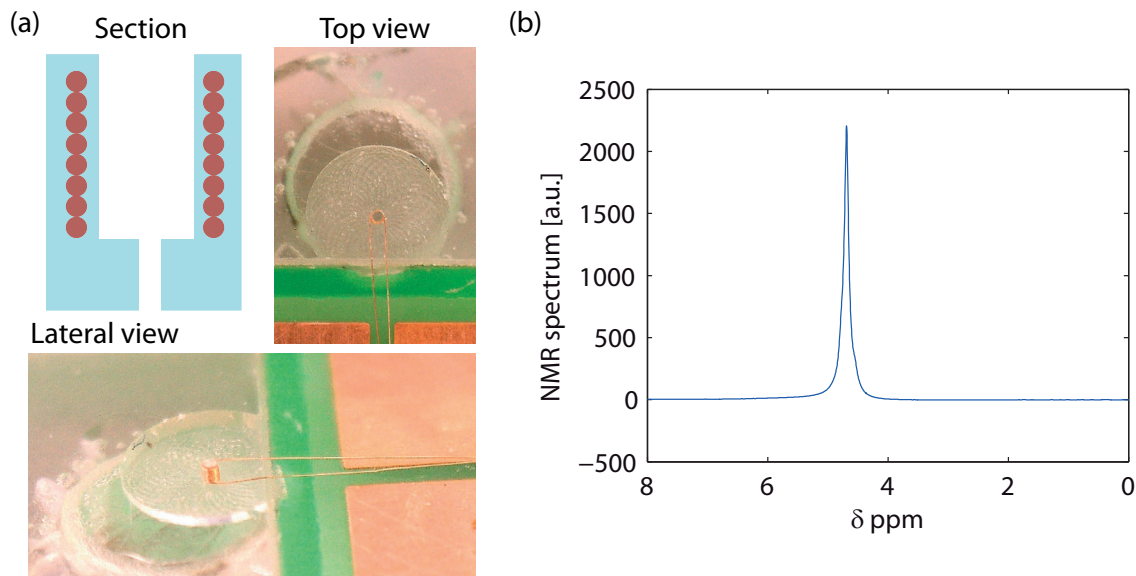 (a)
Section
Top view
Lateral view
(b)
2500
2000
1500
1000
500
0
−500
NMR spectrum [a.u.]
8
6
4
2
0
δ ppm